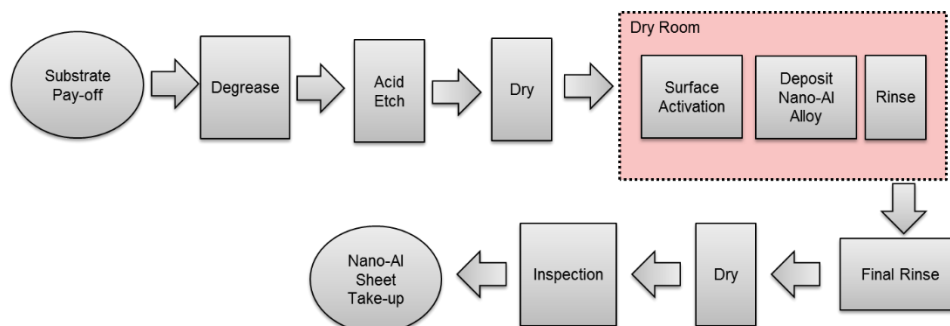 Dry Room
Substrate
Pay-off
Degrease
Acid
Etch
Dry
Surface
Activation
Deposit
Nano-Al
Alloy
Rinse
Final Rinse
Dry
Inspection
Nano-Al
Sheet
Take-up